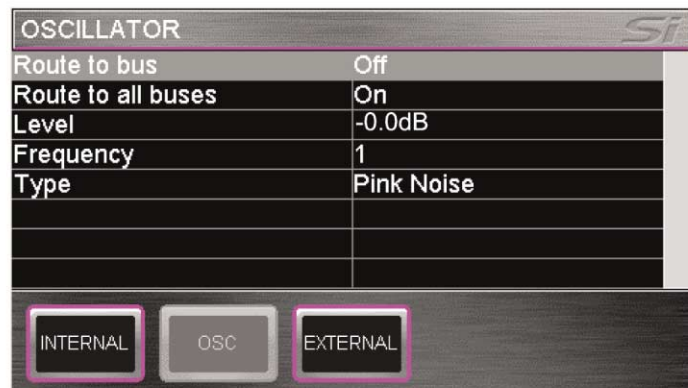 OSCILLATOR Si
Route to bus Off
Route to all buses On
Level -0.0dB
Frequency 1
Type Pink Noise
INTERNAL OSC EXTERNAL